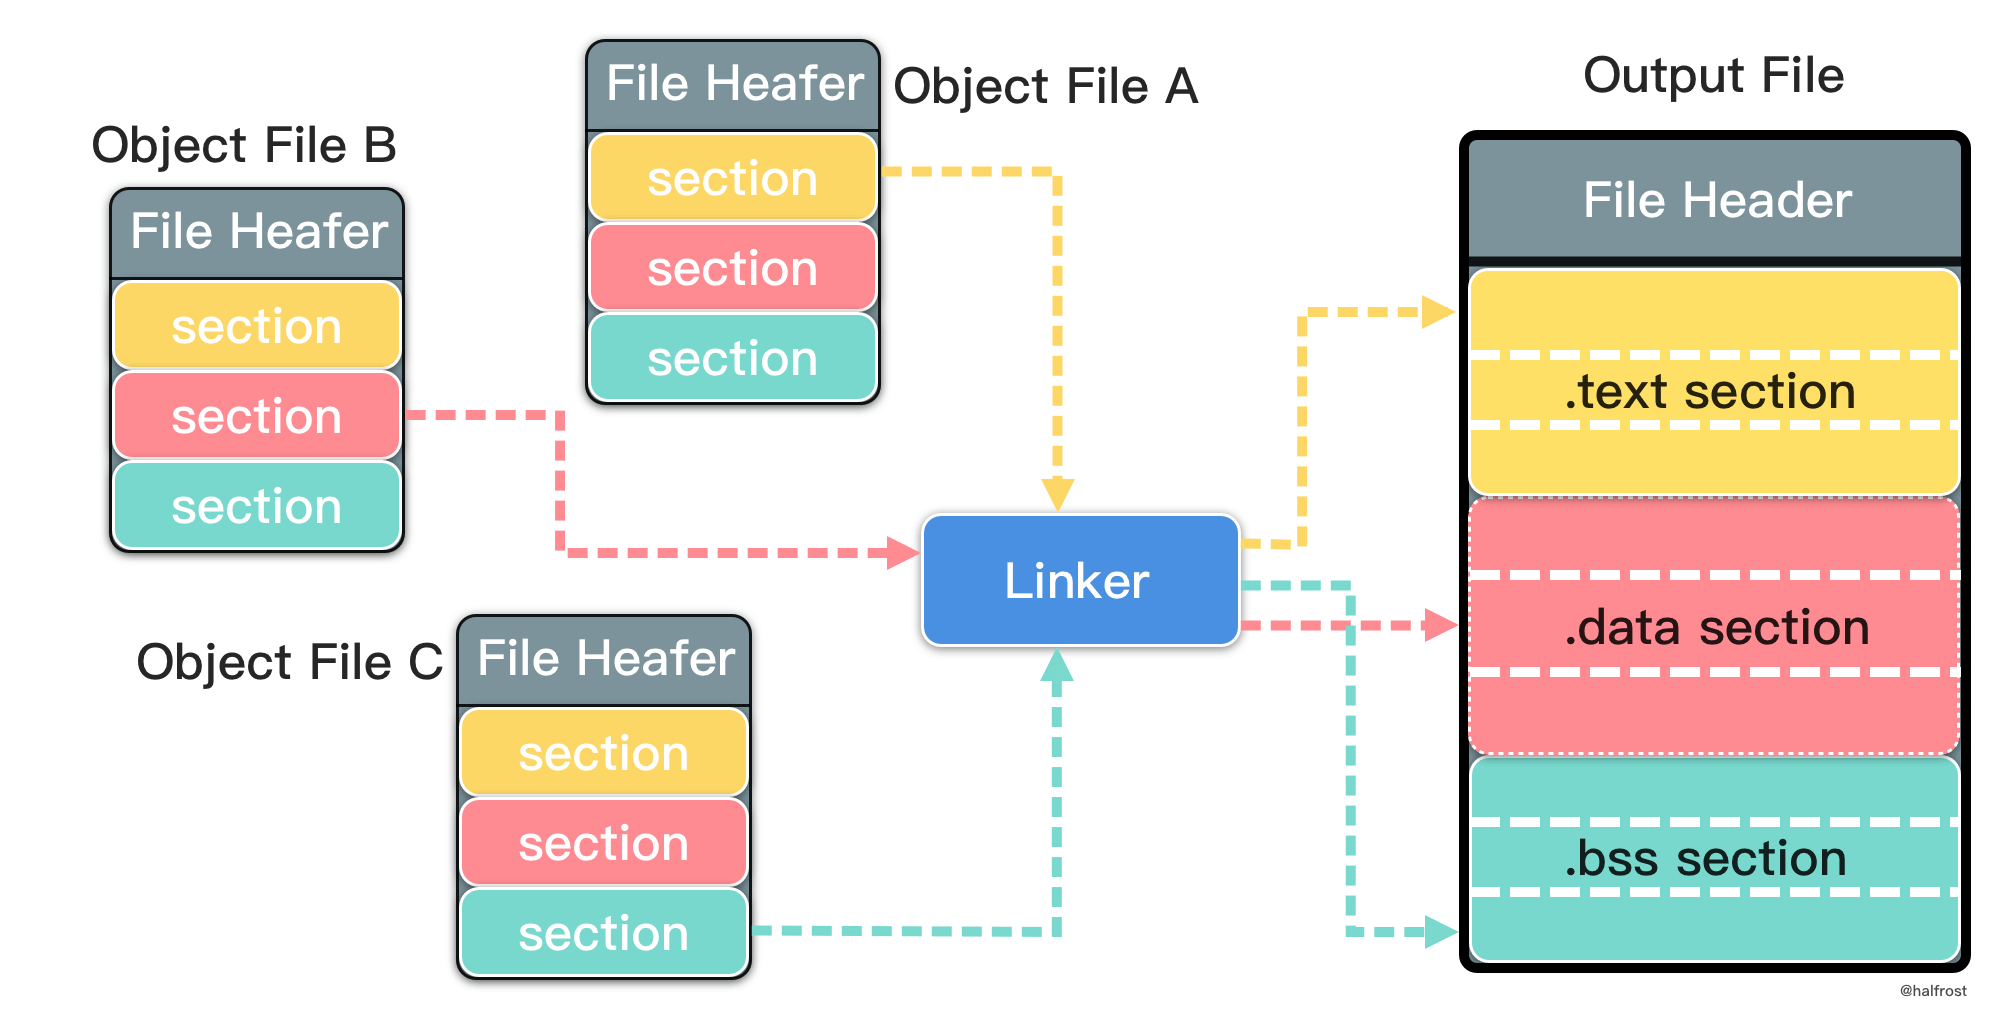 Object File A
File Heafer
section
section
section
Object File B
File Heafer
section
section
section
Object File C
File Heafer
section
section
section
Linker
Output File
File Header
.text section
.data section
.bss section
@halfrost